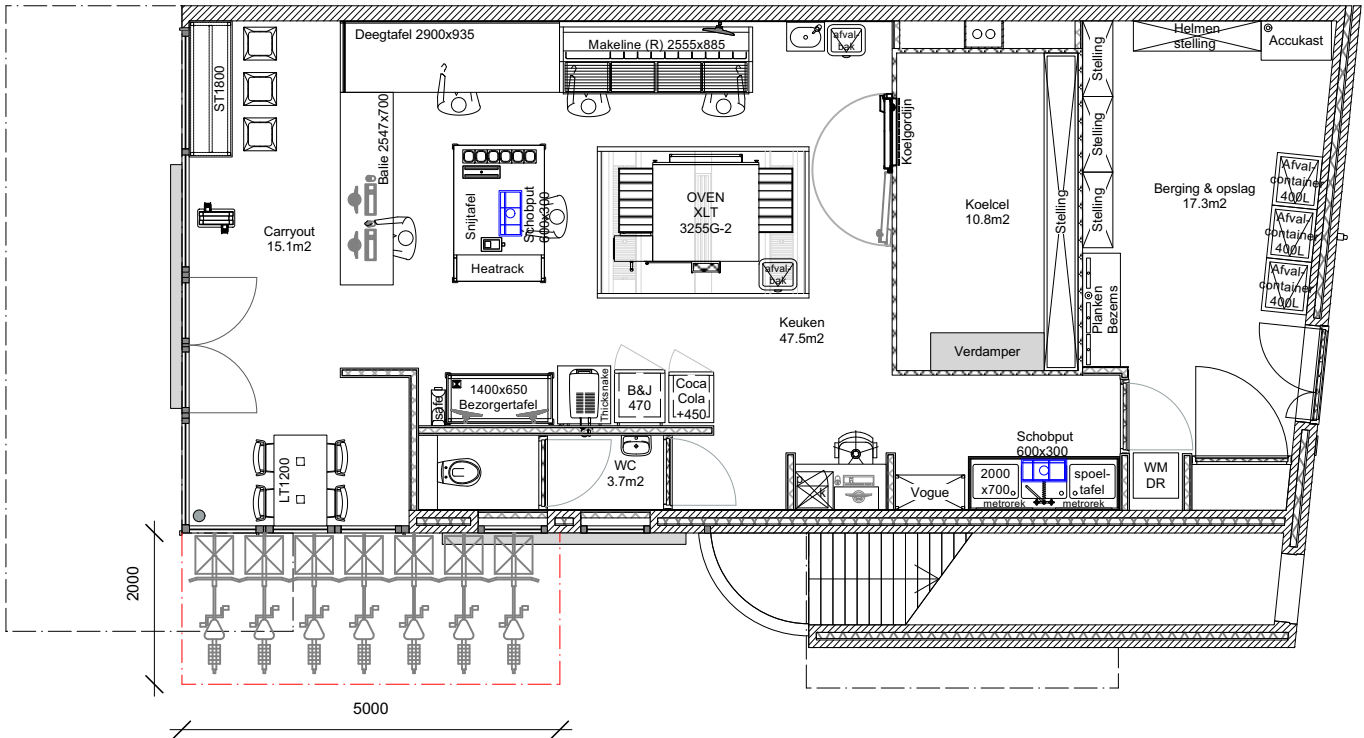 Deegtafel 2900x935
Makeline (R) 2555x885
afval-
bak
Helmen
stelling
Accukast
ST1800
Balie 2547x700
Koelgordijn
Stelling
Stelling
Stelling
Stelling
Afval-
container
400L
Afval-
container
400L
Afval-
container
400L
Berging & opslag
17.3m2
Koelcel
10.8m2
Carryout
15.1m2
Snijtafel
Schobput
600x300
Heatrack
OVEN
XLT
3255G-2
afval-
bak
Keuken
47.5m2
Planken
Bezems
Verdamper
safe
1400x650
Bezorgertafel
Thicksnake
B&J
470
Coca
Cola
+450
LT1200
WC
3.7m2
K
Vogue
Schobput
600x300
2000
x700
spoel-
tafel
metrorek
metrorek
WM
DR
2000
5000